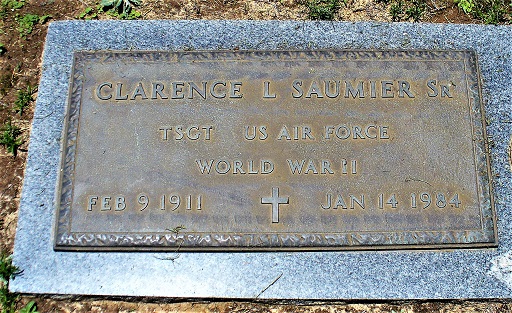 CLARENCE L SAUMIER SR
TSGT US AIR FORCE
WORLD WAR II
FEB 9 1911 JAN 14 1984